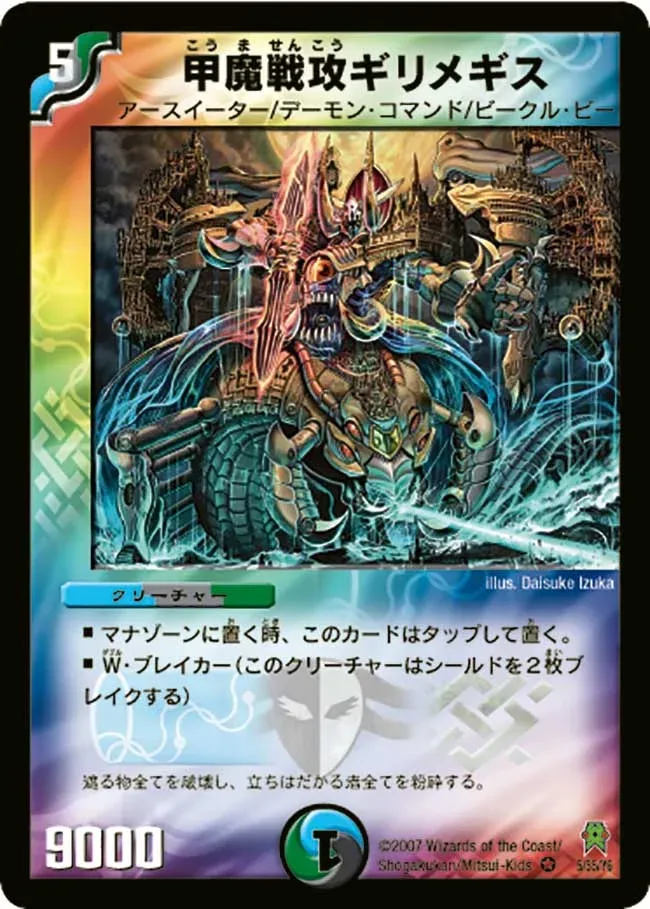 5
こうませんこう
甲魔戦攻ギリメギス
アースイーター/デーモン・コマンド/ビークル・ビー
illus. Daisuke Izuka
クリーチャー
■ マナゾーンに置く時、このカードはタップして置く。
■ W・ブレイカー(このクリーチャーはシールドを2枚ブ
レイクする)
遮る物全てを破壊し、立ちはだかる者全てを粉砕する。
9000
1
©2007 Wizards of the Coast/
Shogakukan/Mitsui-Kids
5/55/Y6